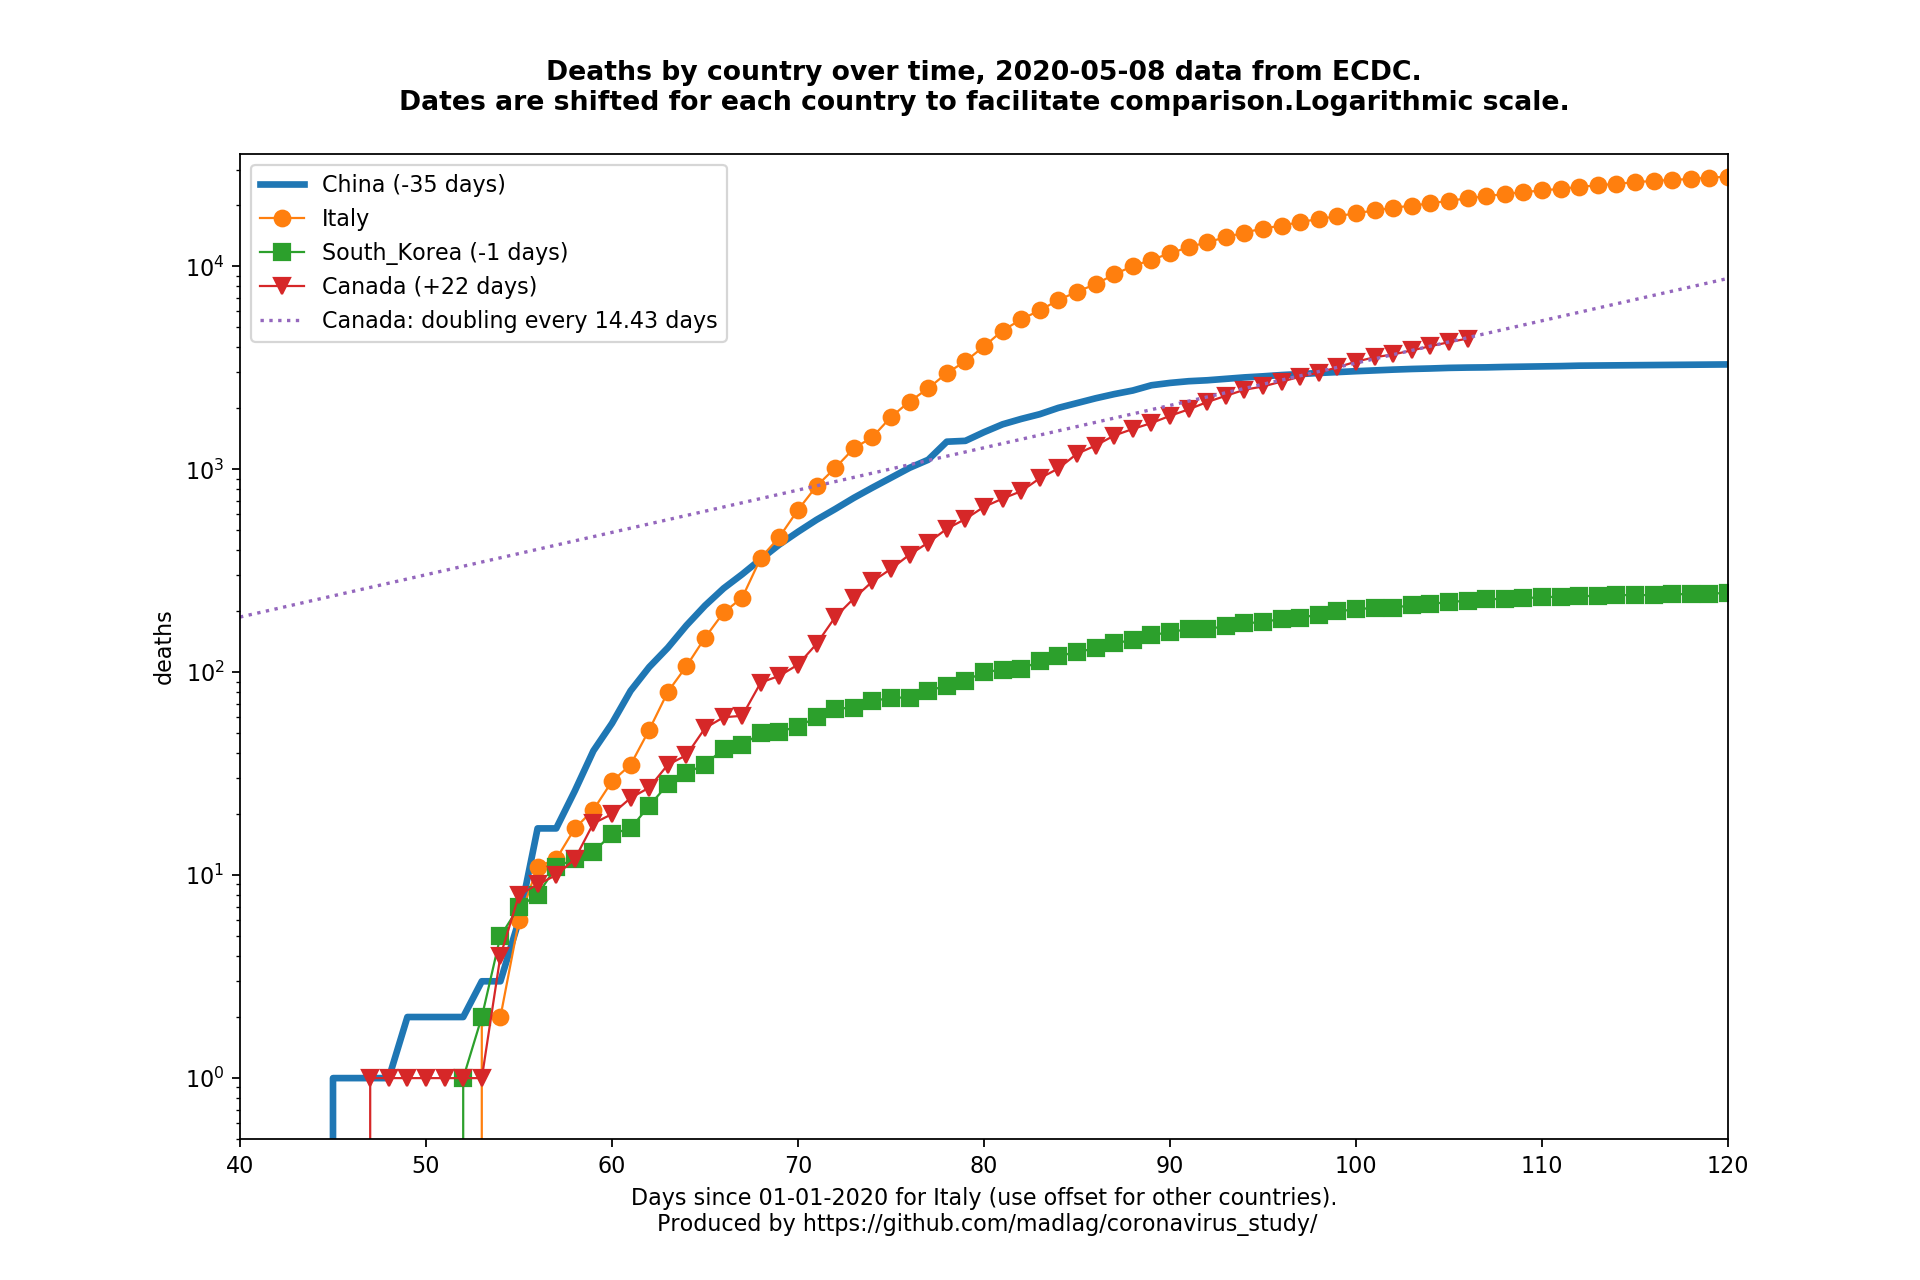 Deaths by country over time, 2020-05-08 data from ECDC.
Dates are shifted for each country to facilitate comparison.Logarithmic scale.
China (-35 days)
Italy
South_Korea (-1 days)
Canada (+22 days)
Canada: doubling every 14.43 days
deaths
10⁴
10³
10²
10¹
10⁰
40 50 60 70 80 90 100 110 120
Days since 01-01-2020 for Italy (use offset for other countries).
Produced by https://github.com/madlag/coronavirus_study/